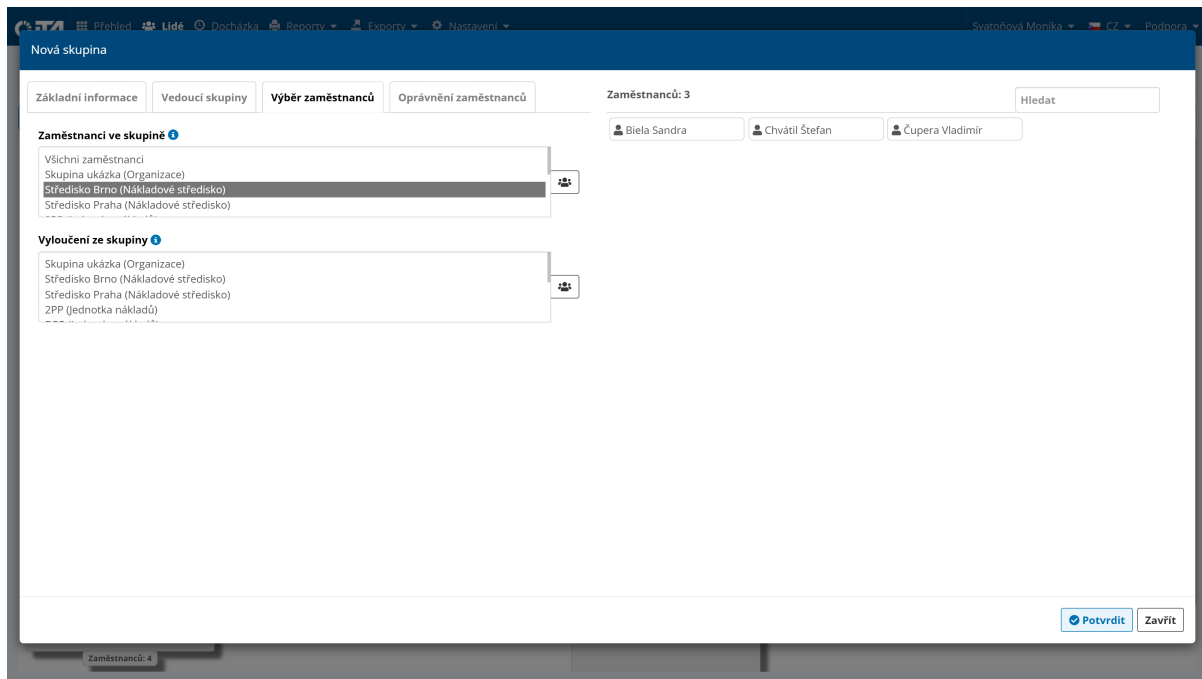 iTA Přehled Lidé Docházka Reporty Exporty Nastavení Svatoňová Monika CZ Podpora
Nová skupina
Základní informace Vedoucí skupiny Výběr zaměstnanců Oprávnění zaměstnanců
Zaměstnanců: 3
Hledat
Zaměstnanci ve skupině
Biela Sandra Chvátil Štefan Čupera Vladimír
Všichni zaměstnanci
Skupina ukázka (Organizace)
Středisko Brno (Nákladové středisko)
Středisko Praha (Nákladové středisko)
Vyloučení ze skupiny
Skupina ukázka (Organizace)
Středisko Brno (Nákladové středisko)
Středisko Praha (Nákladové středisko)
2PP (Jednotka nákladů)
Potvrdit Zavřít
Zaměstnanců: 4